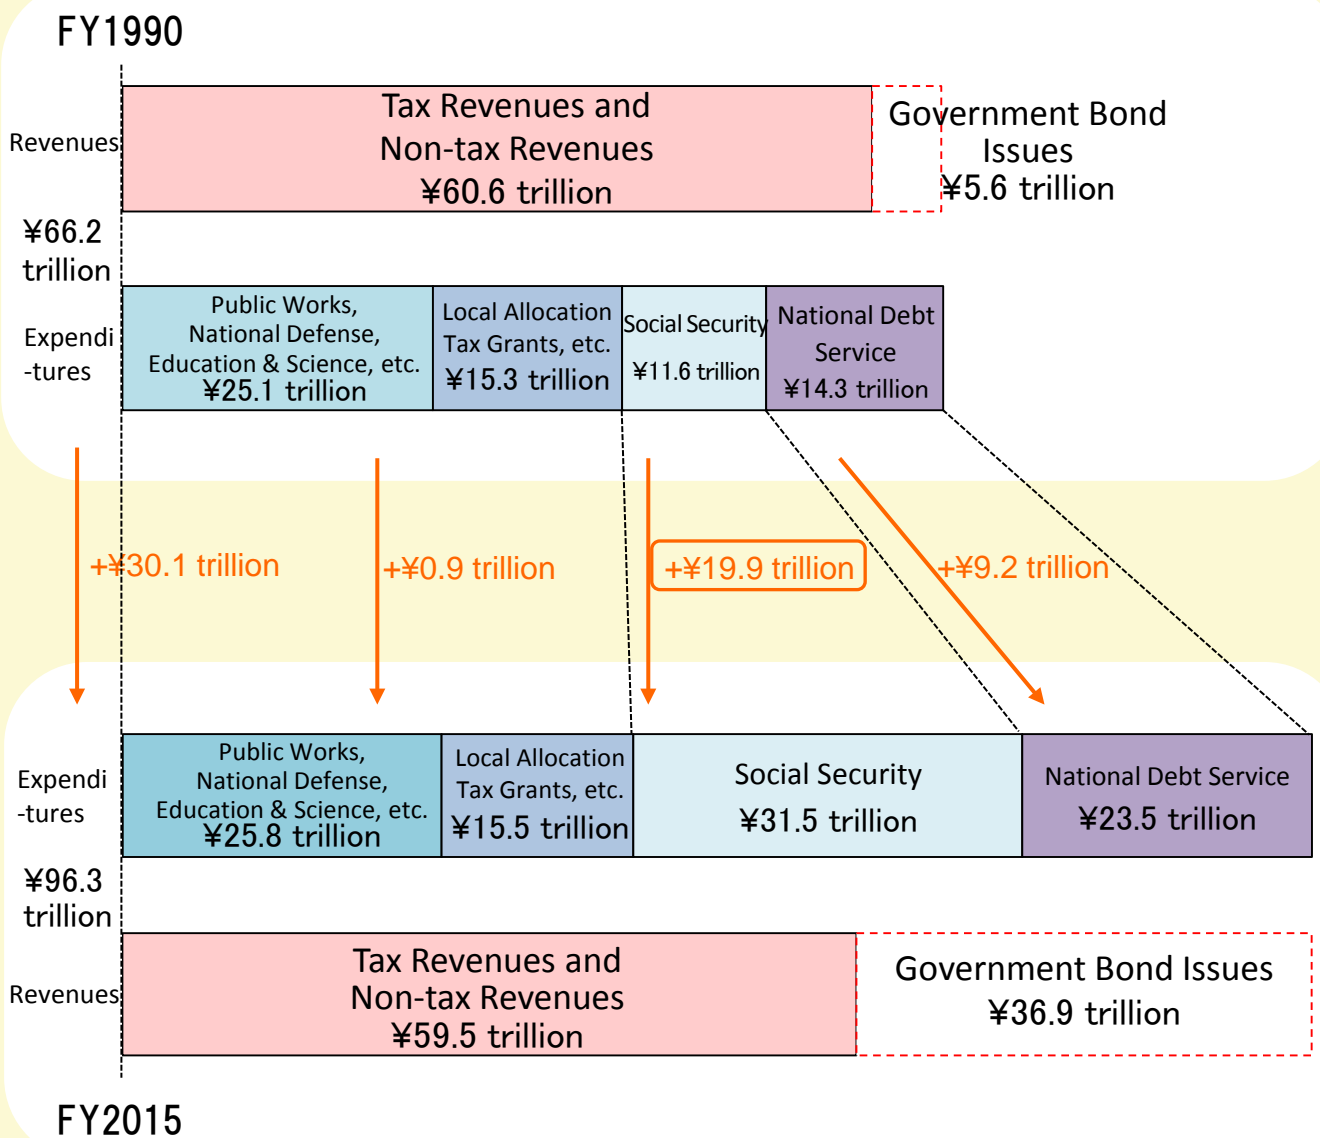 FY1990
Revenues
Tax Revenues and
Non-tax Revenues
¥60.6 trillion
Government Bond
Issues
¥5.6 trillion
¥66.2
trillion
Expendi
-tures
Public Works,
National Defense,
Education & Science, etc.
¥25.1 trillion
Local Allocation
Tax Grants, etc.
¥15.3 trillion
Social Security
¥11.6 trillion
National Debt
Service
¥14.3 trillion
+¥30.1 trillion
+¥0.9 trillion
+¥19.9 trillion
+¥9.2 trillion
Expendi
-tures
Public Works,
National Defense,
Education & Science, etc.
¥25.8 trillion
Local Allocation
Tax Grants, etc.
¥15.5 trillion
Social Security
¥31.5 trillion
National Debt Service
¥23.5 trillion
¥96.3
trillion
Revenues
Tax Revenues and
Non-tax Revenues
¥59.5 trillion
Government Bond Issues
¥36.9 trillion
FY2015